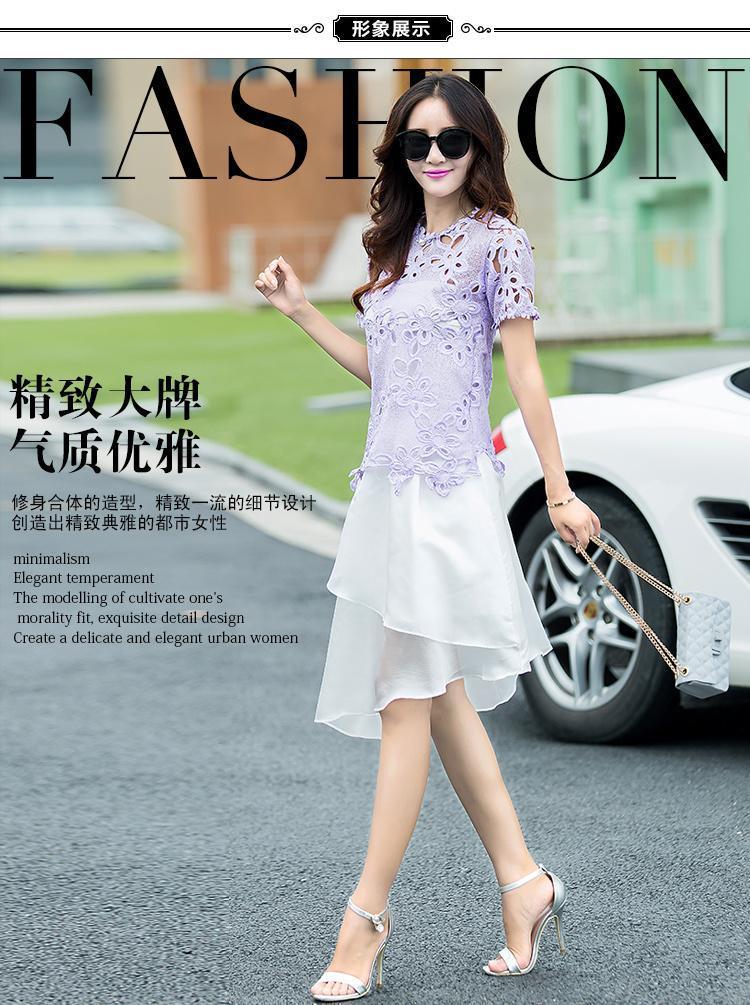 形象展示
FASHION
精致大牌
气质优雅
修身合体的造型，精致一流的细节设计
创造出精致典雅的都市女性
minimalism
Elegant temperament
The modelling of cultivate one's
morality fit, exquisite detail design
Create a delicate and elegant urban women